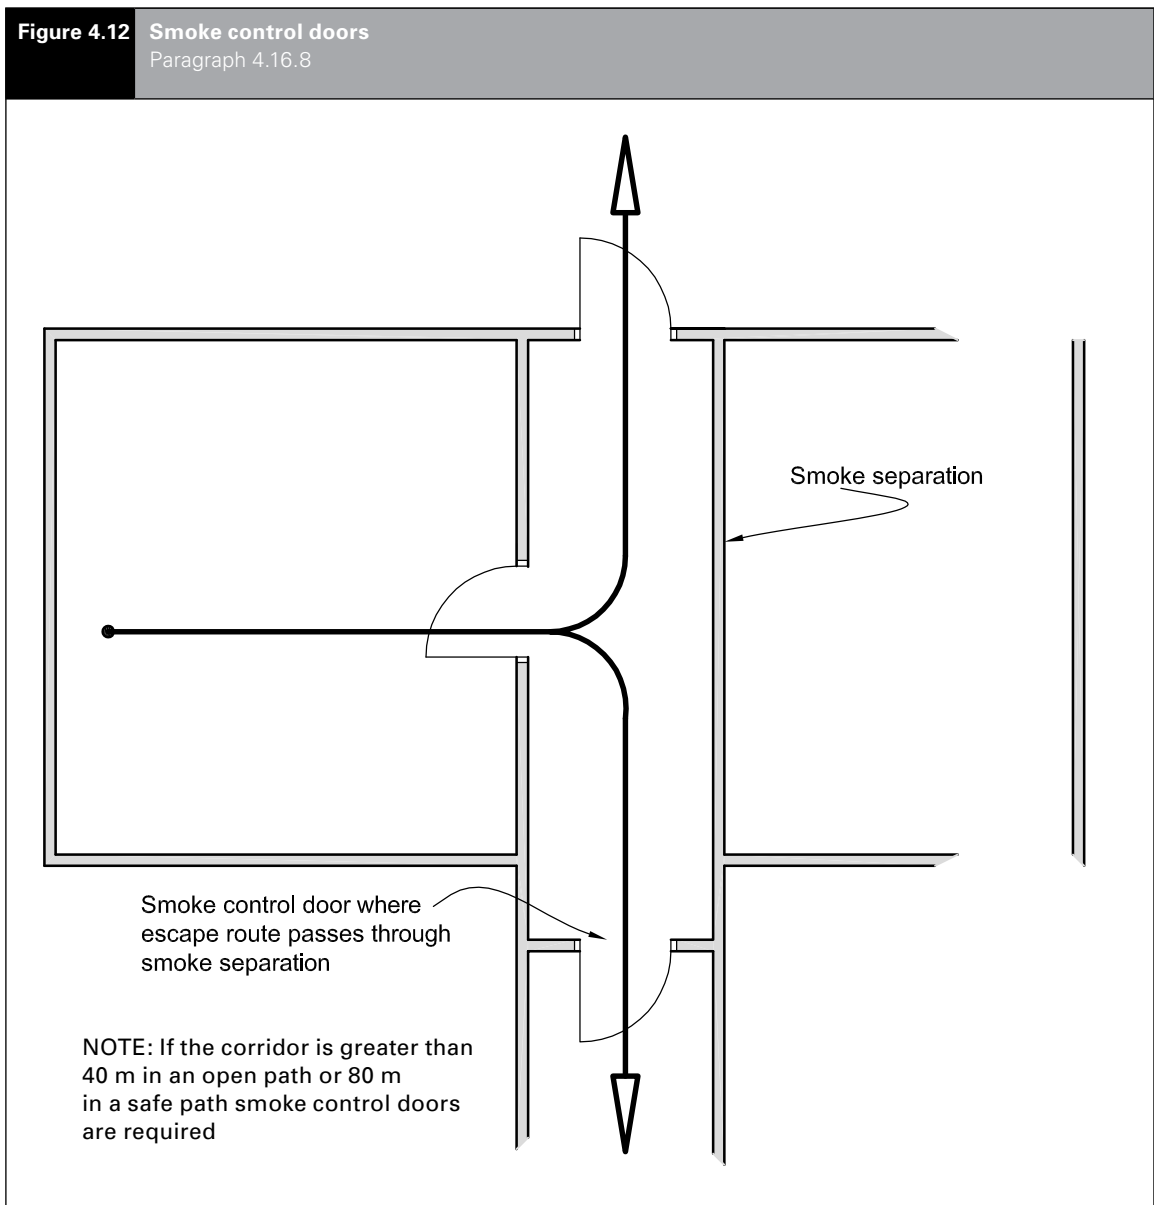 Figure 4.12 Smoke control doors
Paragraph 4.16.8
Smoke separation
Smoke control door where
escape route passes through
smoke separation
NOTE: If the corridor is greater than
40 m in an open path or 80 m
in a safe path smoke control doors
are required